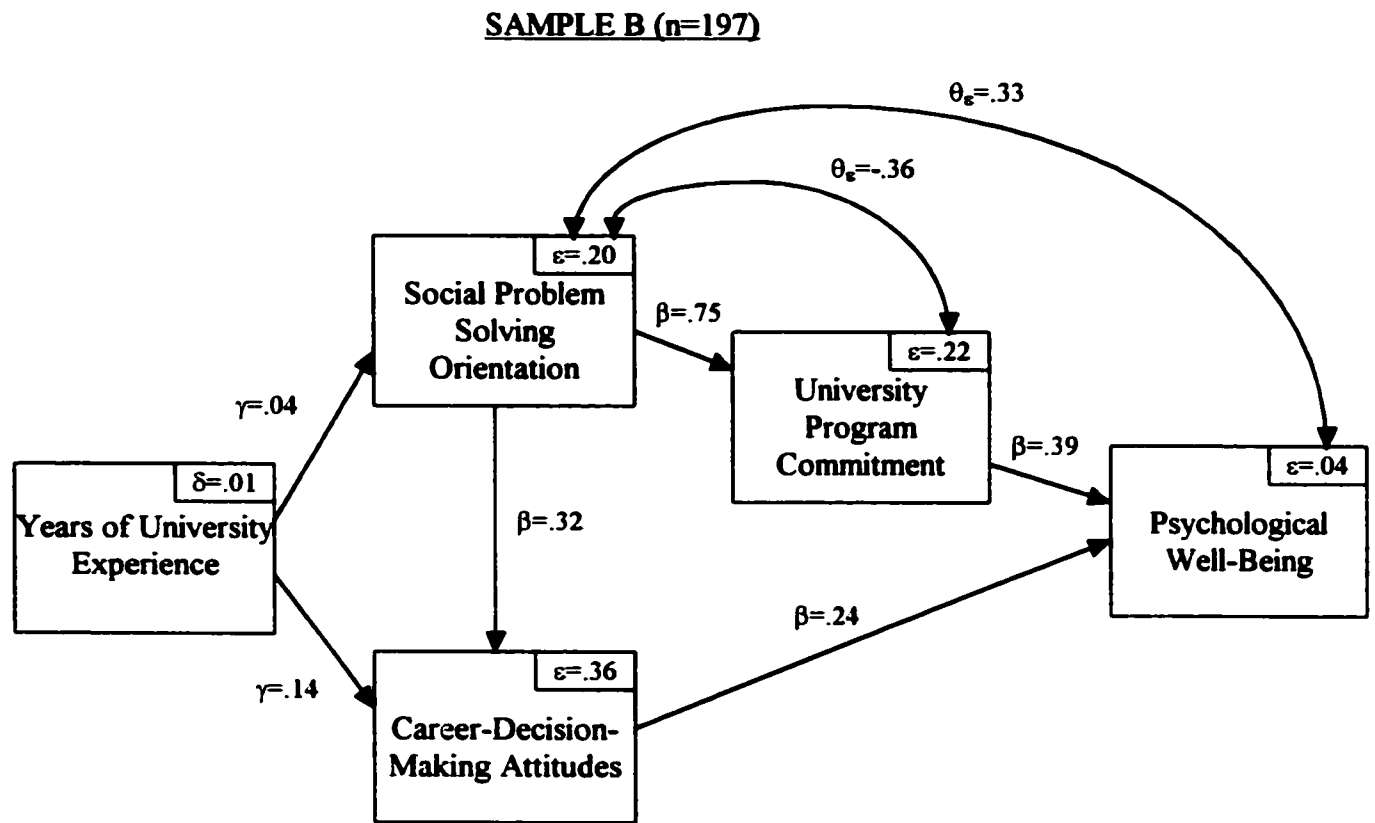 SAMPLE B (n=197)
θε=.33
θε=-.36
ε=.20
Social Problem
Solving
Orientation
β=.75
ε=.22
University
Program
Commitment
γ=.04
β=.39
ε=.04
Psychological
Well-Being
δ=.01
Years of University
Experience
β=.32
β=.24
γ=.14
ε=.36
Career-Decision-
Making Attitudes